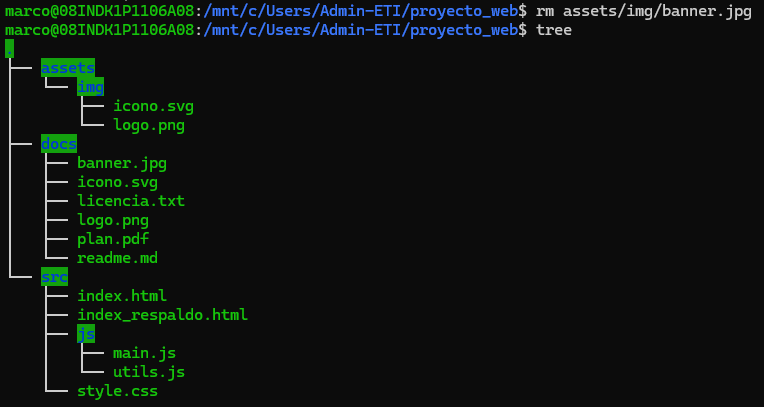 marco@08INDK1P1106A08:/mnt/c/Users/Admin-ETI/proyecto_web$ rm assets/img/banner.jpg
marco@08INDK1P1106A08:/mnt/c/Users/Admin-ETI/proyecto_web$ tree
.
├── assets
│   └── img
│       ├── icono.svg
│       └── logo.png
├── docs
│   ├── banner.jpg
│   ├── icono.svg
│   ├── licencia.txt
│   ├── logo.png
│   ├── plan.pdf
│   └── readme.md
└── src
    ├── index.html
    ├── index_respaldo.html
    ├── js
    │   ├── main.js
    │   └── utils.js
    └── style.css